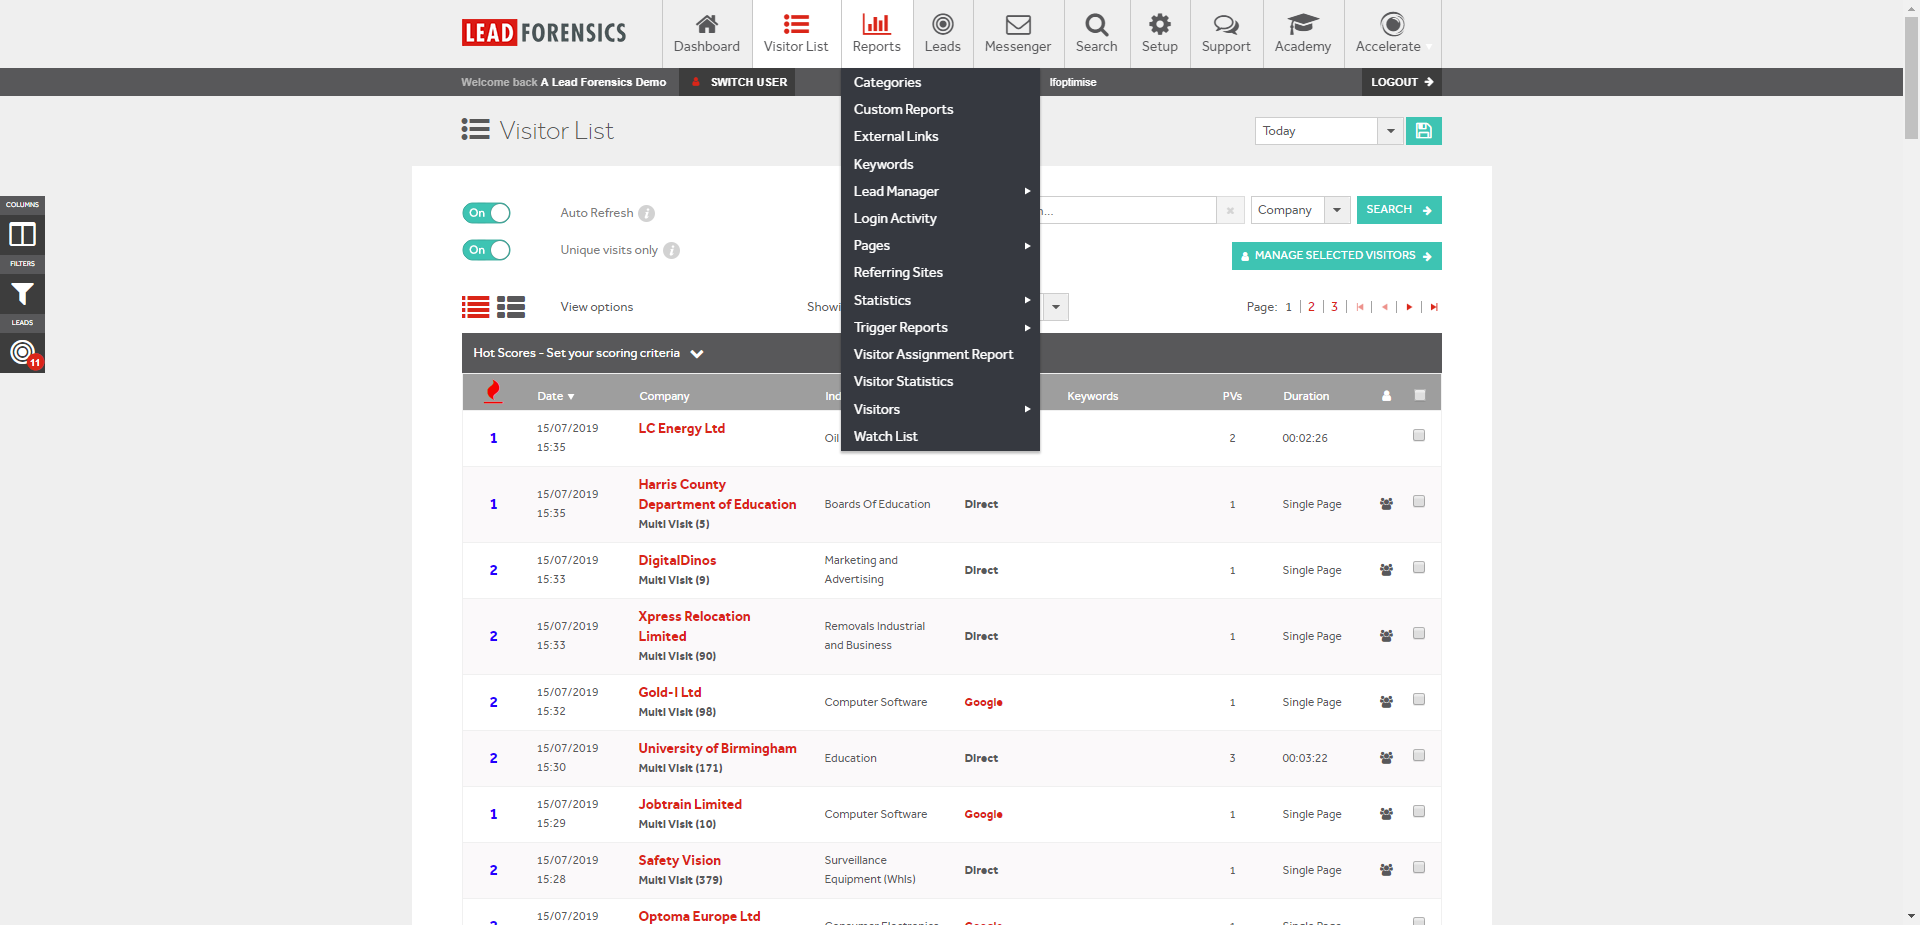 LEAD FORENSICS
Dashboard
Visitor List
Reports
Leads
Messenger
Search
Setup
Support
Academy
Accelerate
Welcome back A Lead Forensics Demo
SWITCH USER
lfoptimise
LOGOUT
Categories
Custom Reports
External Links
Keywords
Lead Manager
Login Activity
Pages
Referring Sites
Statistics
Trigger Reports
Visitor Assignment Report
Visitor Statistics
Visitors
Watch List
Visitor List
Today
COLUMNS
FILTERS
LEADS
11
On
Auto Refresh
Company
SEARCH
On
Unique visits only
MANAGE SELECTED VISITORS
View options
Page: 1 | 2 | 3
Hot Scores - Set your scoring criteria
Date
Company
Keywords
PVs
Duration
1
15/07/2019
15:35
LC Energy Ltd
Oil
2
00:02:26
1
15/07/2019
15:35
Harris County
Department of Education
Multi Visit (5)
Boards Of Education
Direct
1
Single Page
2
15/07/2019
15:33
DigitalDinos
Multi Visit (9)
Marketing and
Advertising
Direct
1
Single Page
2
15/07/2019
15:33
Xpress Relocation
Limited
Multi Visit (90)
Removals Industrial
and Business
Direct
1
Single Page
2
15/07/2019
15:32
Gold-I Ltd
Multi Visit (98)
Computer Software
Google
1
Single Page
2
15/07/2019
15:30
University of Birmingham
Multi Visit (171)
Education
Direct
3
00:03:22
1
15/07/2019
15:29
Jobtrain Limited
Multi Visit (10)
Computer Software
Google
1
Single Page
2
15/07/2019
15:28
Safety Vision
Multi Visit (379)
Surveillance
Equipment (Whls)
Direct
1
Single Page
15/07/2019
Optoma Europe Ltd
Consumer Electronics
Google